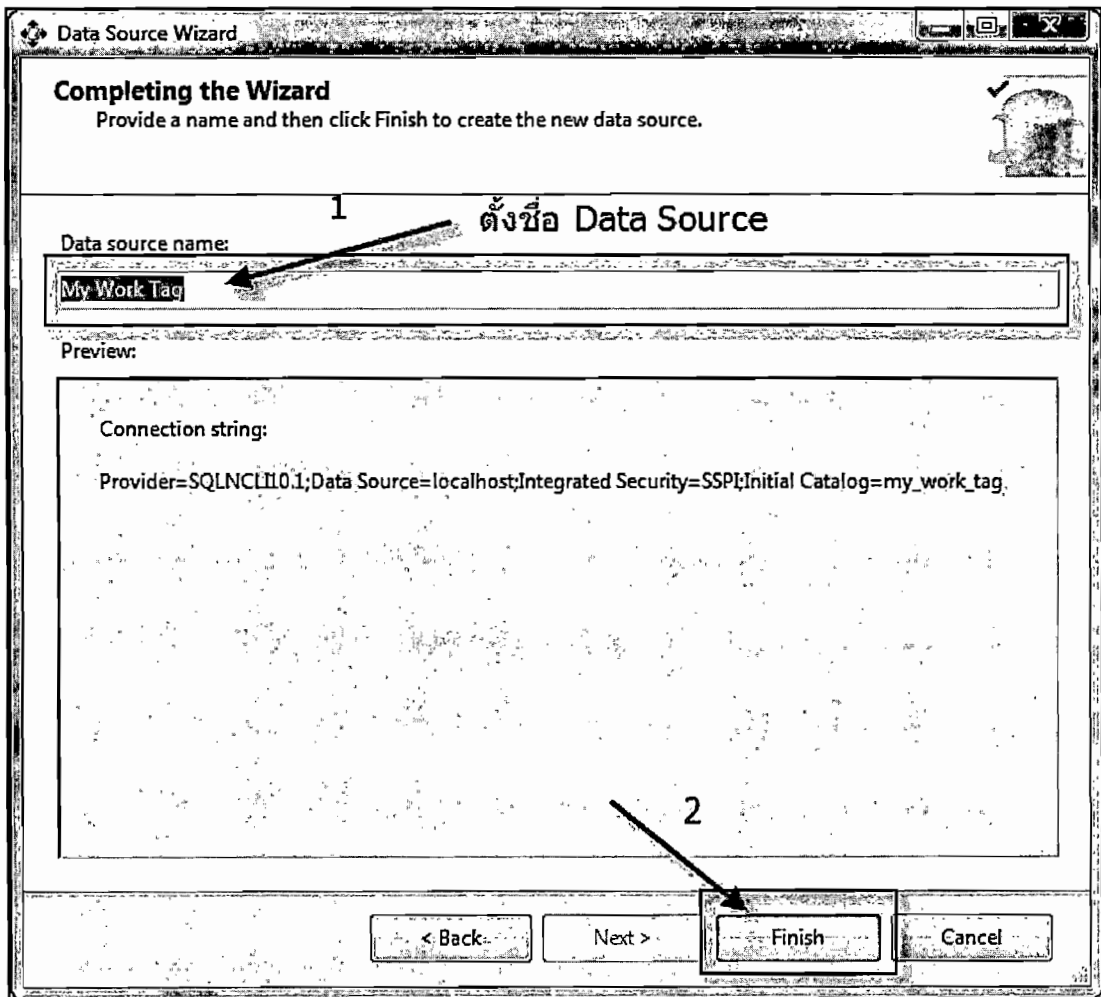 Data Source Wizard
Completing the Wizard
Provide a name and then click Finish to create the new data source.
1
ตั้งชื่อ Data Source
Data source name:
My Work Tag
Preview:
Connection string:
Provider=SQLNCLI10.1;Data Source=localhost;Integrated Security=SSPI;Initial Catalog=my_work_tag
2
< Back
Next >
Finish
Cancel